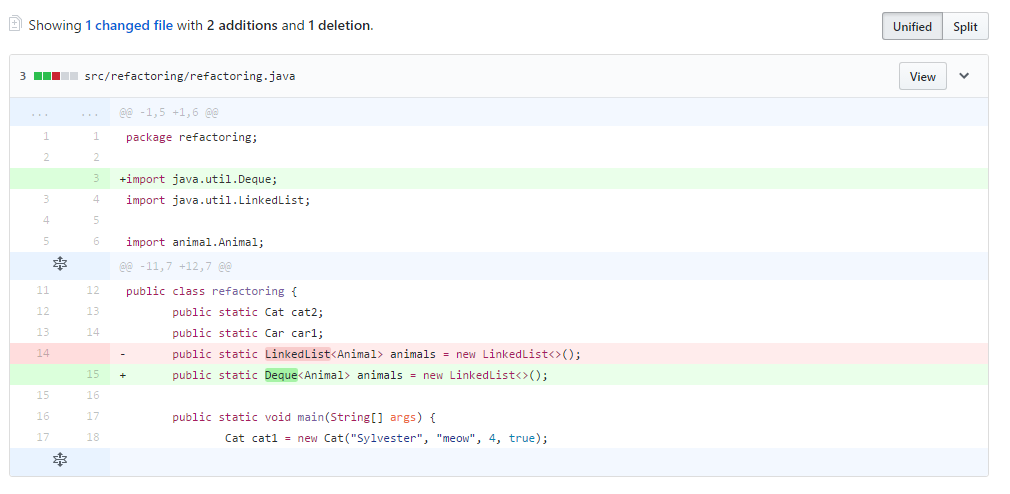 Showing 1 changed file with 2 additions and 1 deletion.
Unified Split
3 src/refactoring/refactoring.java View
... ... @@ -1,5 +1,6 @@
1 1 package refactoring;
2 2
3 +import java.util.Deque;
3 4 import java.util.LinkedList;
4 5
5 6 import animal.Animal;
@@ -11,7 +12,7 @@
11 12 public class refactoring {
12 13 public static Cat cat2;
13 14 public static Car car1;
14 - public static LinkedList<Animal> animals = new LinkedList<>();
15 + public static Deque<Animal> animals = new LinkedList<>();
15 16
16 17 public static void main(String[] args) {
17 18 Cat cat1 = new Cat("Sylvester", "meow", 4, true);